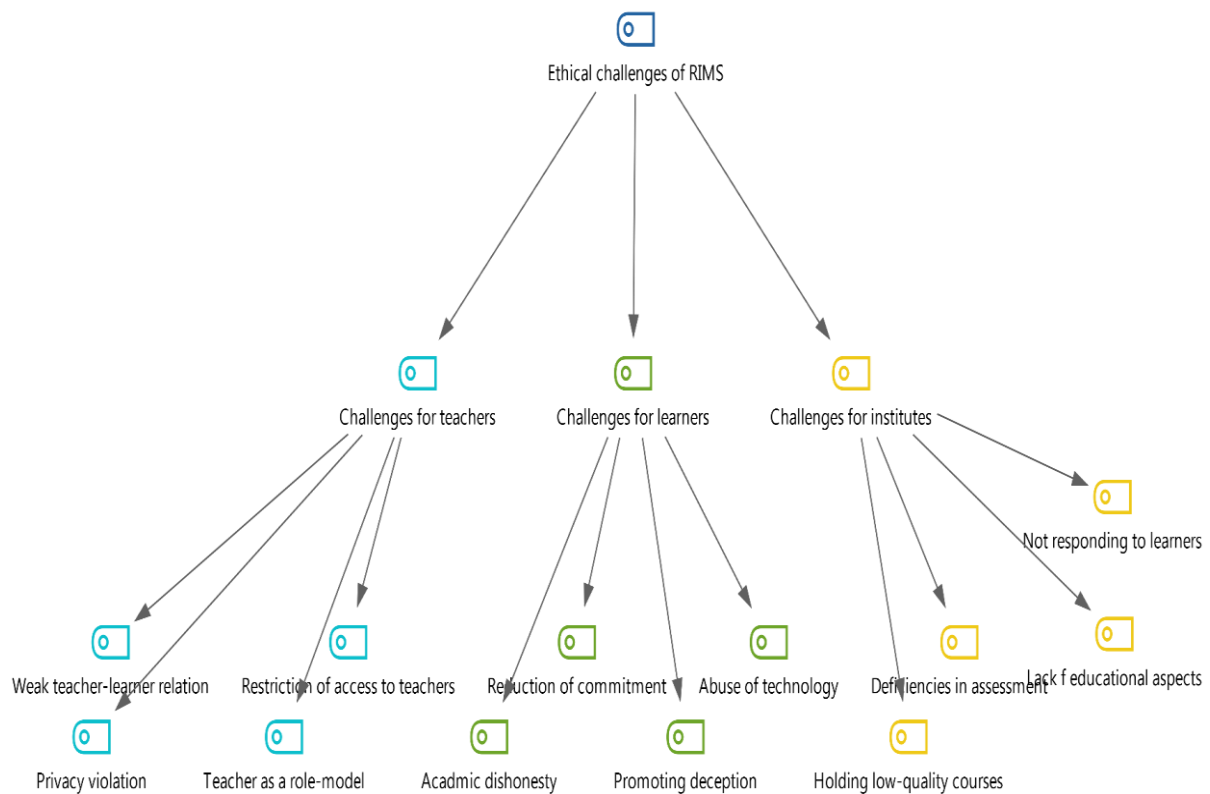 Ethical challenges of RIMS
Challenges for teachers
Challenges for learners
Challenges for institutes
Not responding to learners
Weak teacher-learner relation
Restriction of access to teachers
Reduction of commitment
Abuse of technology
Deficiencies in assessment
Lack f educational aspects
Privacy violation
Teacher as a role-model
Acadmic dishonesty
Promoting deception
Holding low-quality courses